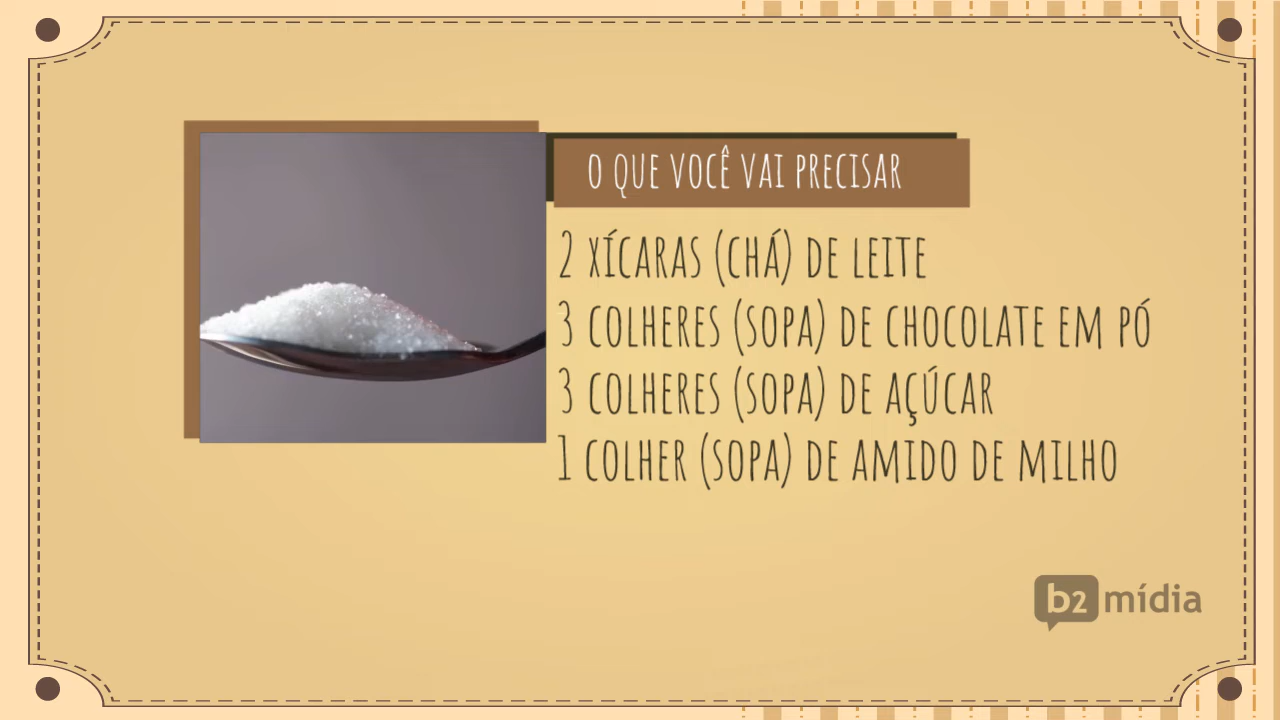 O QUE VOCÊ VAI PRECISAR
2 XÍCARAS (CHÁ) DE LEITE
3 COLHERES (SOPA) DE CHOCOLATE EM PÓ
3 COLHERES (SOPA) DE AÇÚCAR
1 COLHER (SOPA) DE AMIDO DE MILHO
b2 mídia